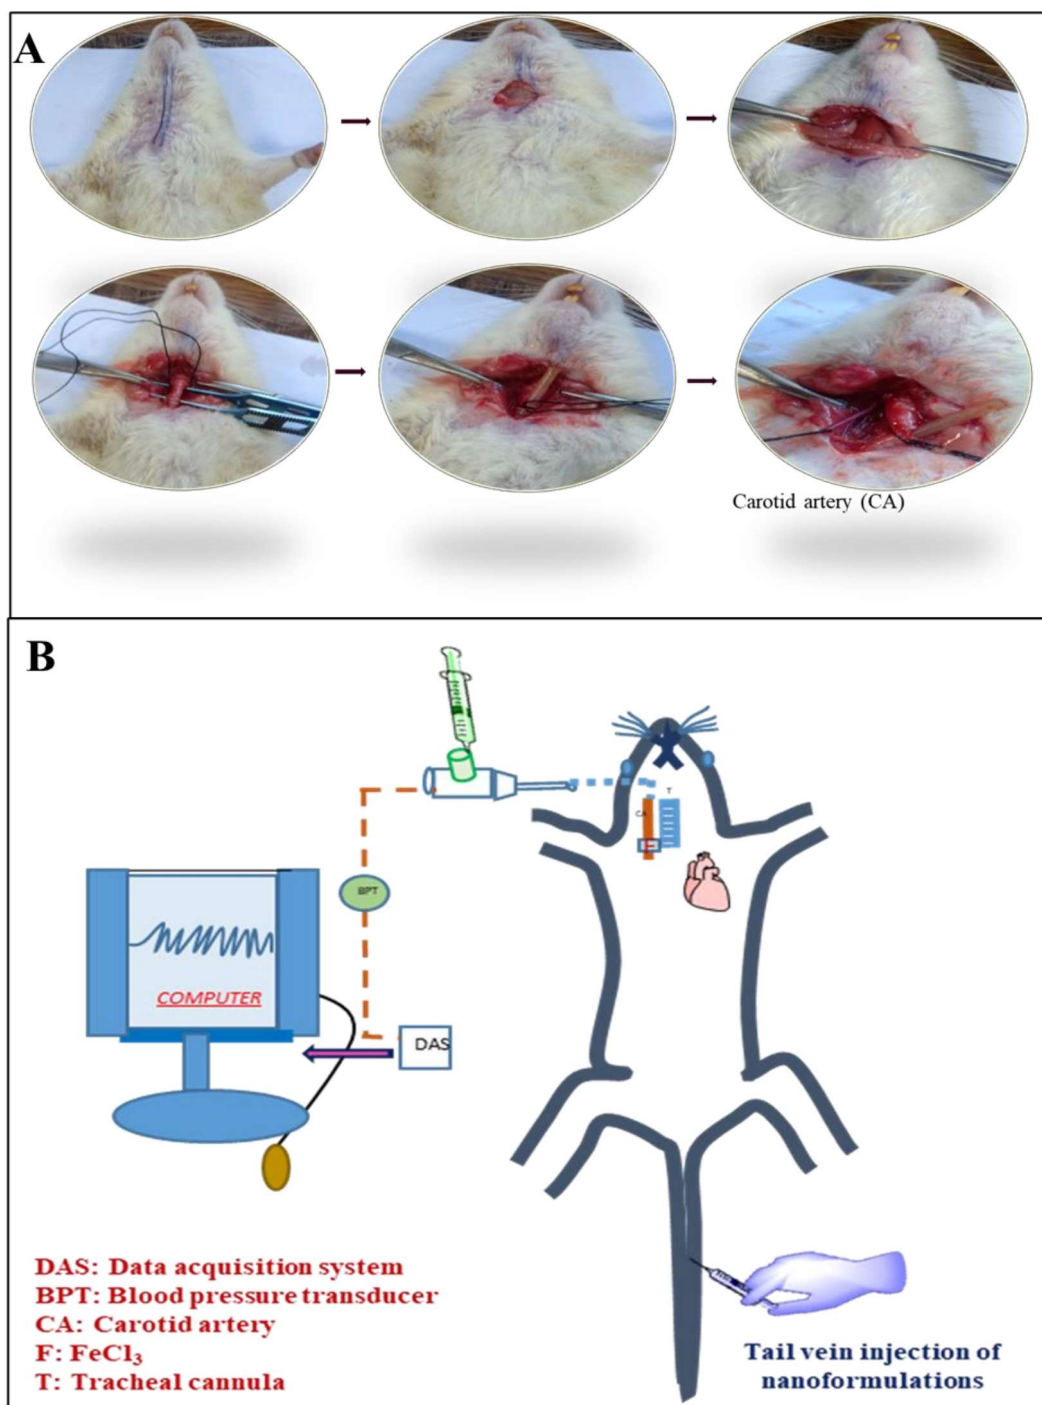 A
Carotid artery (CA)
B
T
CA
BPT
COMPUTER
DAS
DAS: Data acquisition system
BPT: Blood pressure transducer
CA: Carotid artery
F: FeCl₃
T: Tracheal cannula
Tail vein injection of
nanoformulations